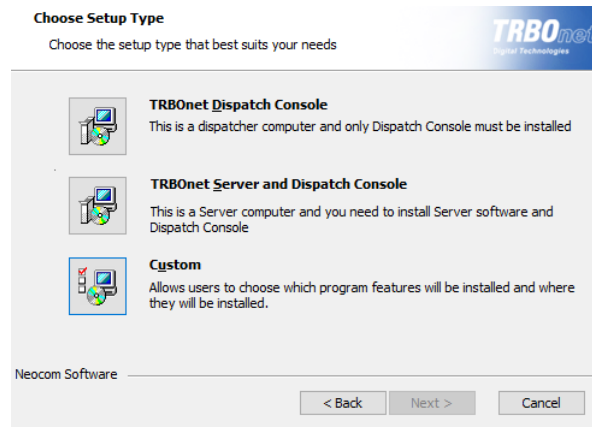 Choose Setup Type
Choose the setup type that best suits your needs
TRBOnet
Digital Technologies
TRBOnet Dispatch Console
This is a dispatcher computer and only Dispatch Console must be installed
TRBOnet Server and Dispatch Console
This is a Server computer and you need to install Server software and
Dispatch Console
Custom
Allows users to choose which program features will be installed and where
they will be installed.
Neocom Software
< Back
Next >
Cancel